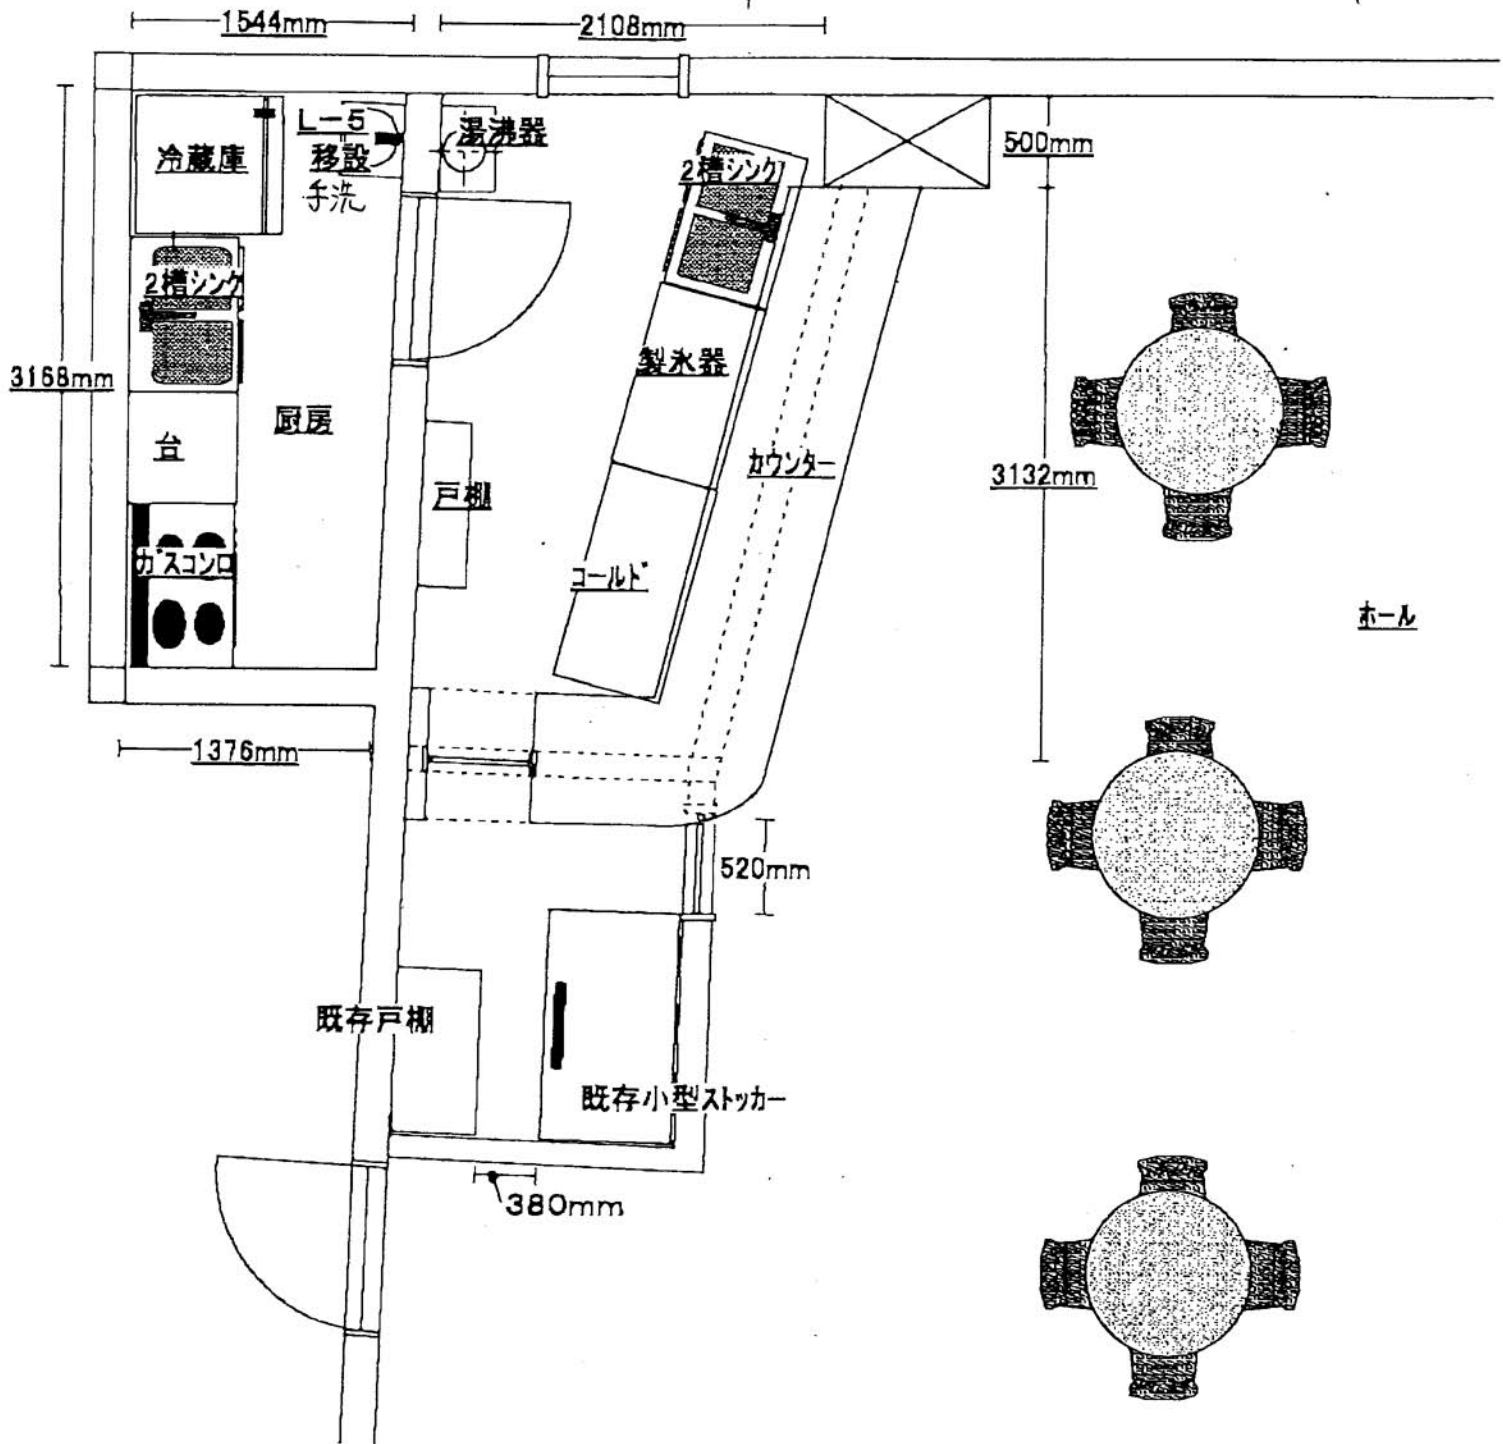 1544mm
2108mm
冷蔵庫
L-5
移設
手洗
湯沸器
2槽シンク
500mm
2槽シンク
製氷器
3168mm
厨房
台
戸棚
カウンター
3132mm
ガスコンロ
コールド
ホール
1376mm
520mm
既存戸棚
既存小型ストッカー
380mm